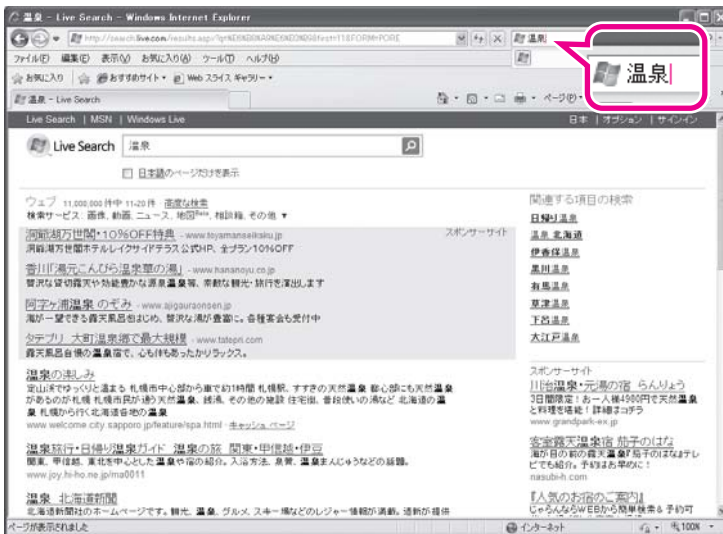 温泉 - Live Search - Windows Internet Explorer
温泉
温泉
ファイル(F) 編集(E) 表示(V) お気に入り(A) ツール(T) ヘルプ(H)
お気に入り おすすめサイト Web スライス ギャラリー
温泉 - Live Search
ページ(P)
Live Search | MSN | Windows Live
日本 | オプション | サインイン
Live Search 温泉
日本語のページだけを表示
ウェブ 11,000,000 件中 11-20 件 高度な検索
検索サービス: 画像、動画、ニュース、地図Beta、相談箱、その他 ▼
洞爺湖万世閣・10%OFF特典 - www.toyamanseikaku.jp
スポンサーサイト
洞爺湖万世閣ホテルレイクサイドテラス公式HP、全プラン10%OFF
香川「湯元こんぴら温泉華の湯」 - www.hananoyu.co.jp
贅沢な貸切露天や効能豊かな源泉温泉等、素敵な観光・旅行を演出します
阿字ヶ浦温泉 のぞみ - www.ajigauraonsen.jp
海が一望できる露天風呂をはじめ、贅沢な湯が豊富に。各種宴会も受付中
タテプリ 大町温泉郷で最大規模 - www.tatepri.com
露天風呂自慢の温泉宿で、心も体もあったかリラックス。
温泉の楽しみ
定山渓でゆっくりと温まる 札幌市中心部から車で約1時間 札幌駅、すすきの天然温泉 都心部にも天然温泉
があるのが札幌 札幌市民が通う天然温泉、銭湯、その他の施設 住宅街、普段使いの湯など 北海道の温
泉 札幌から行く北海道各地の温泉
www.welcome.city.sapporo.jp/feature/spa.html · キャッシュ ページ
温泉旅行・日帰り温泉ガイド 温泉の旅 関東・甲信越・伊豆
関東、甲信越、東北を中心とした温泉や宿の紹介。入浴方法、泉質、温泉まんじゅうなどの話題。
www.joy.hi-ho.ne.jp/ma0011
温泉 北海道新聞
北海道新聞社のホームページです。観光、温泉、グルメ、スキー場などのレジャー情報が満載。道新が提供
関連する項目の検索
日帰り温泉
温泉 北海道
伊香保温泉
黒川温泉
有馬温泉
草津温泉
下呂温泉
大江戸温泉
スポンサーサイト
川治温泉・元湯の宿 らんりょう
3日間限定!お一人様4900円で天然温泉
と料理を堪能!詳細はコチラ
www.grandpark-ex.jp
客室露天温泉宿 茄子のはな
海が目の前の露天温泉『茄子のはな』テレ
ビでも紹介。予約はお早めに!
nasubi-h.com
『人気のお宿のご案内』
じゃらんならWEBから簡単検索&予約可
ページが表示されました
インターネット
100%